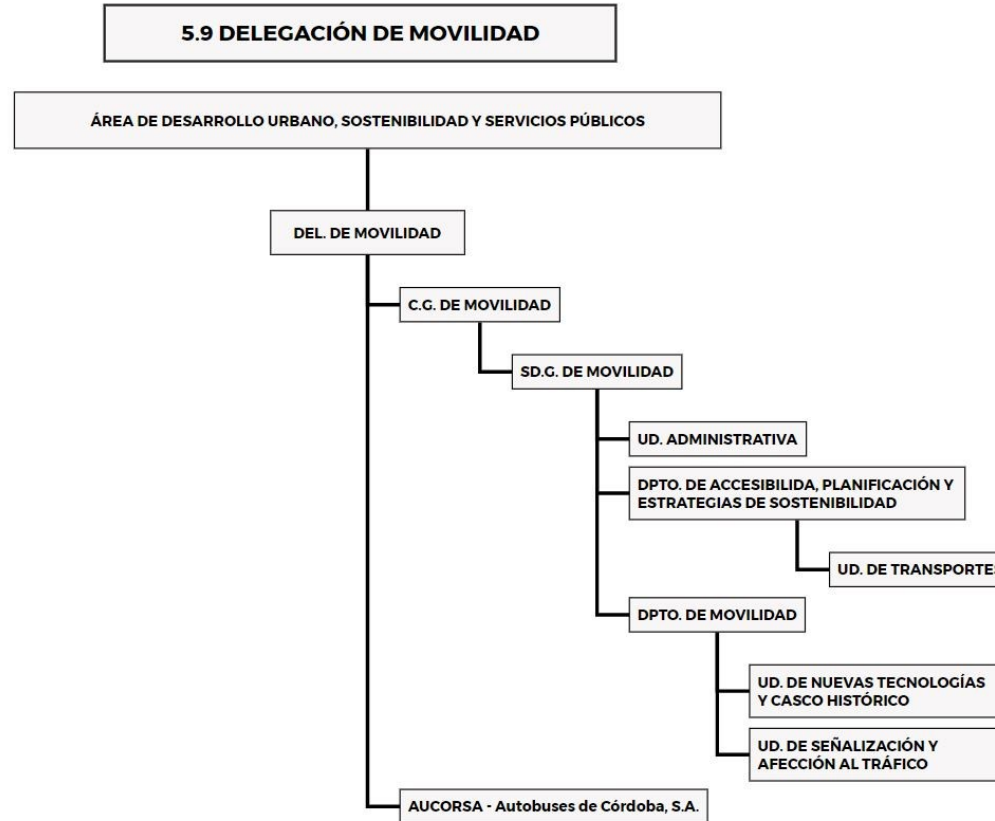 5.9 DELEGACIÓN DE MOVILIDAD
ÁREA DE DESARROLLO URBANO, SOSTENIBILIDAD Y SERVICIOS PÚBLICOS
DEL. DE MOVILIDAD
C.G. DE MOVILIDAD
SD.G. DE MOVILIDAD
UD. ADMINISTRATIVA
DPTO. DE ACCESIBILIDA, PLANIFICACIÓN Y
ESTRATEGIAS DE SOSTENIBILIDAD
UD. DE TRANSPORTES
DPTO. DE MOVILIDAD
UD. DE NUEVAS TECNOLOGÍAS
Y CASCO HISTÓRICO
UD. DE SEÑALIZACIÓN Y
AFECCIÓN AL TRÁFICO
AUCORSA - Autobuses de Córdoba, S.A.